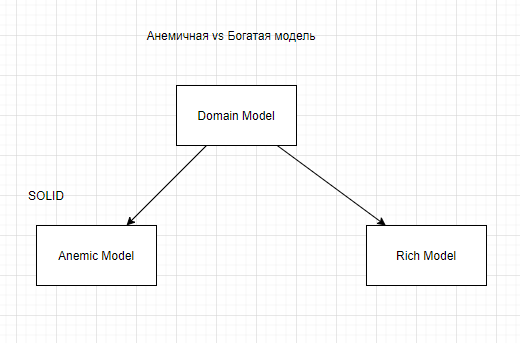 Анемичная vs Богатая модель
Domain Model
SOLID
Anemic Model
Rich Model